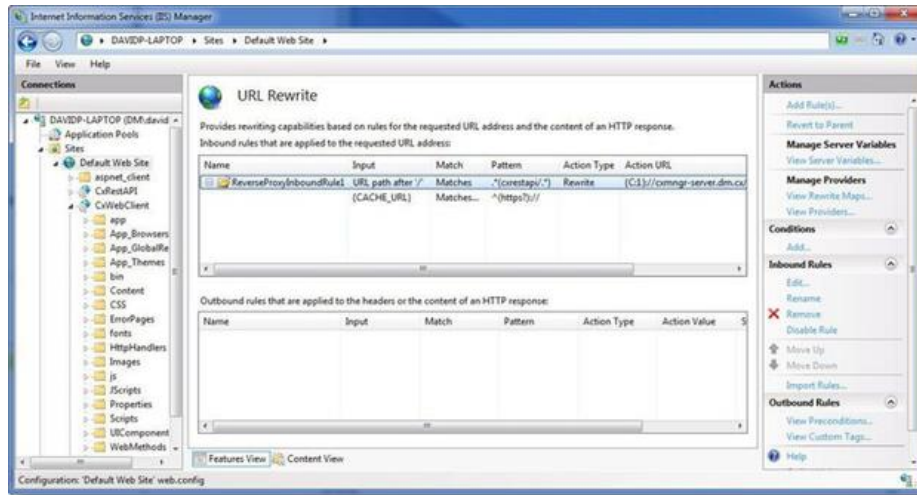 Internet Information Services (IIS) Manager
DAVIDP-LAPTOP ▸ Sites ▸ Default Web Site ▸
File View Help
Connections
DAVIDP-LAPTOP (DM\david
Application Pools
Sites
Default Web Site
aspnet_client
CxRestAPI
CxWebClient
app
App_Browsers
App_GlobalRe
App_Themes
bin
Content
CSS
ErrorPages
fonts
HttpHandlers
Images
js
JScripts
Properties
Scripts
UIComponent
WebMethods
URL Rewrite
Provides rewriting capabilities based on rules for the requested URL address and the content of an HTTP response.
Inbound rules that are applied to the requested URL address:
Name Input Match Pattern Action Type Action URL
ReverseProxyInboundRule1 URL path after '/' Matches .*(cxrestapi/.*) Rewrite {C:1}://cxmngr-server.dm.cx/
{CACHE_URL} Matches... ^(https?)://
Outbound rules that are applied to the headers or the content of an HTTP response:
Name Input Match Pattern Action Type Action Value S
Features View Content View
Actions
Add Rule(s)...
Revert to Parent
Manage Server Variables
View Server Variables...
Manage Providers
View Rewrite Maps...
View Providers...
Conditions
Add...
Inbound Rules
Edit...
Rename
Remove
Disable Rule
Move Up
Move Down
Import Rules...
Outbound Rules
View Preconditions...
View Custom Tags...
Help
Configuration: 'Default Web Site' web.config